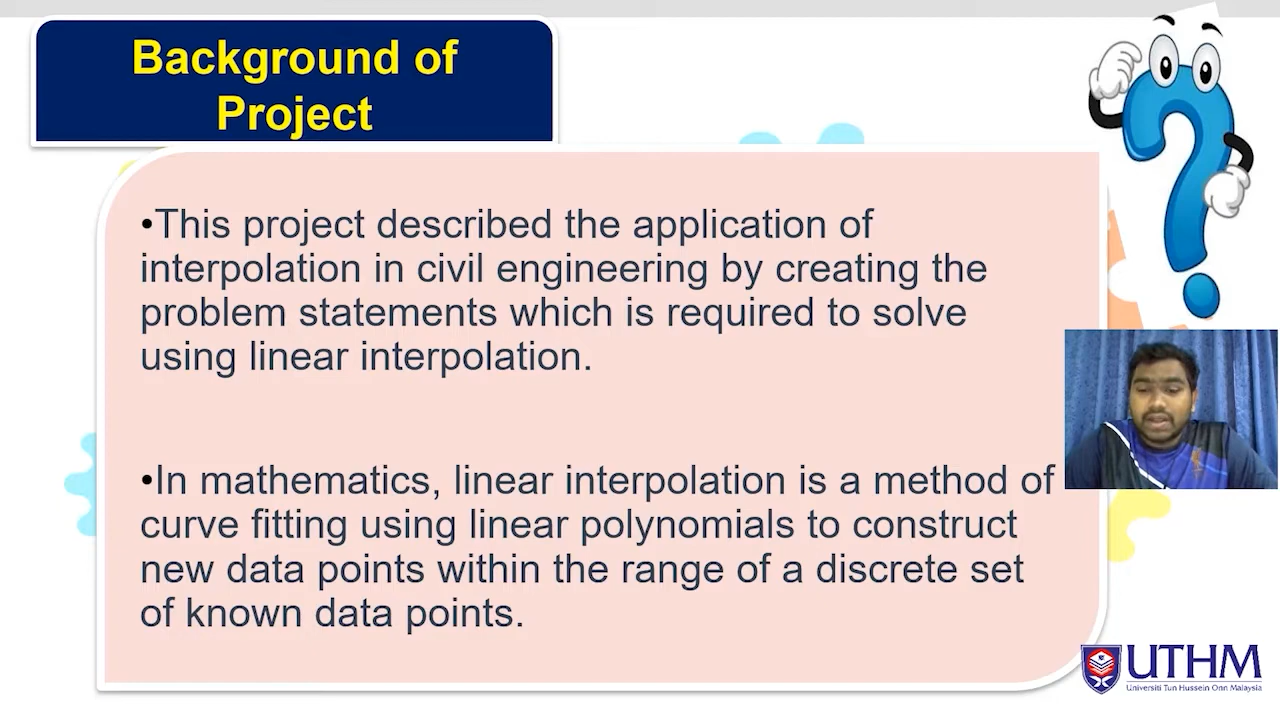 Background of
Project
•This project described the application of
interpolation in civil engineering by creating the
problem statements which is required to solve
using linear interpolation.
•In mathematics, linear interpolation is a method of
curve fitting using linear polynomials to construct
new data points within the range of a discrete set
of known data points.
UTHM
Universiti Tun Hussein Onn Malaysia